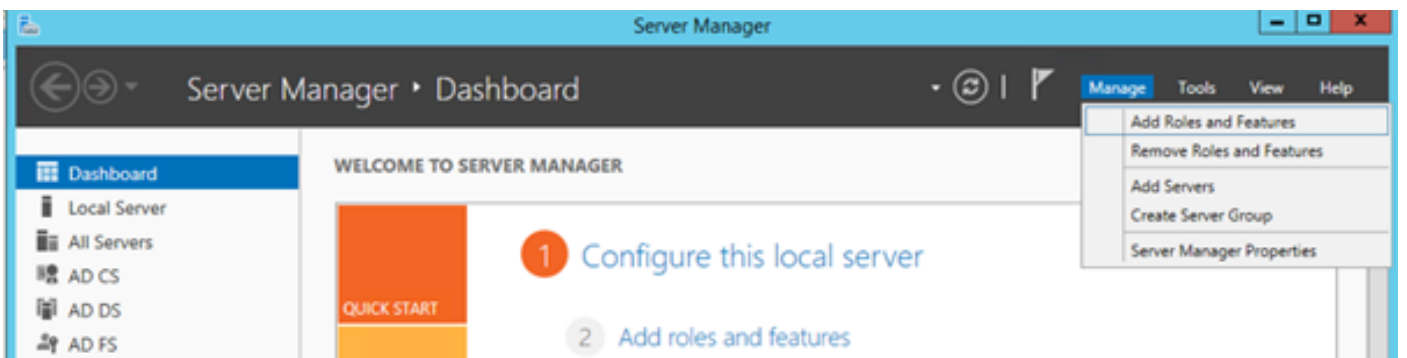 Server Manager
Server Manager ‣ Dashboard
Manage Tools View Help
Add Roles and Features
Remove Roles and Features
Add Servers
Create Server Group
Server Manager Properties
Dashboard
Local Server
All Servers
AD CS
AD DS
AD FS
WELCOME TO SERVER MANAGER
QUICK START
1 Configure this local server
2 Add roles and features